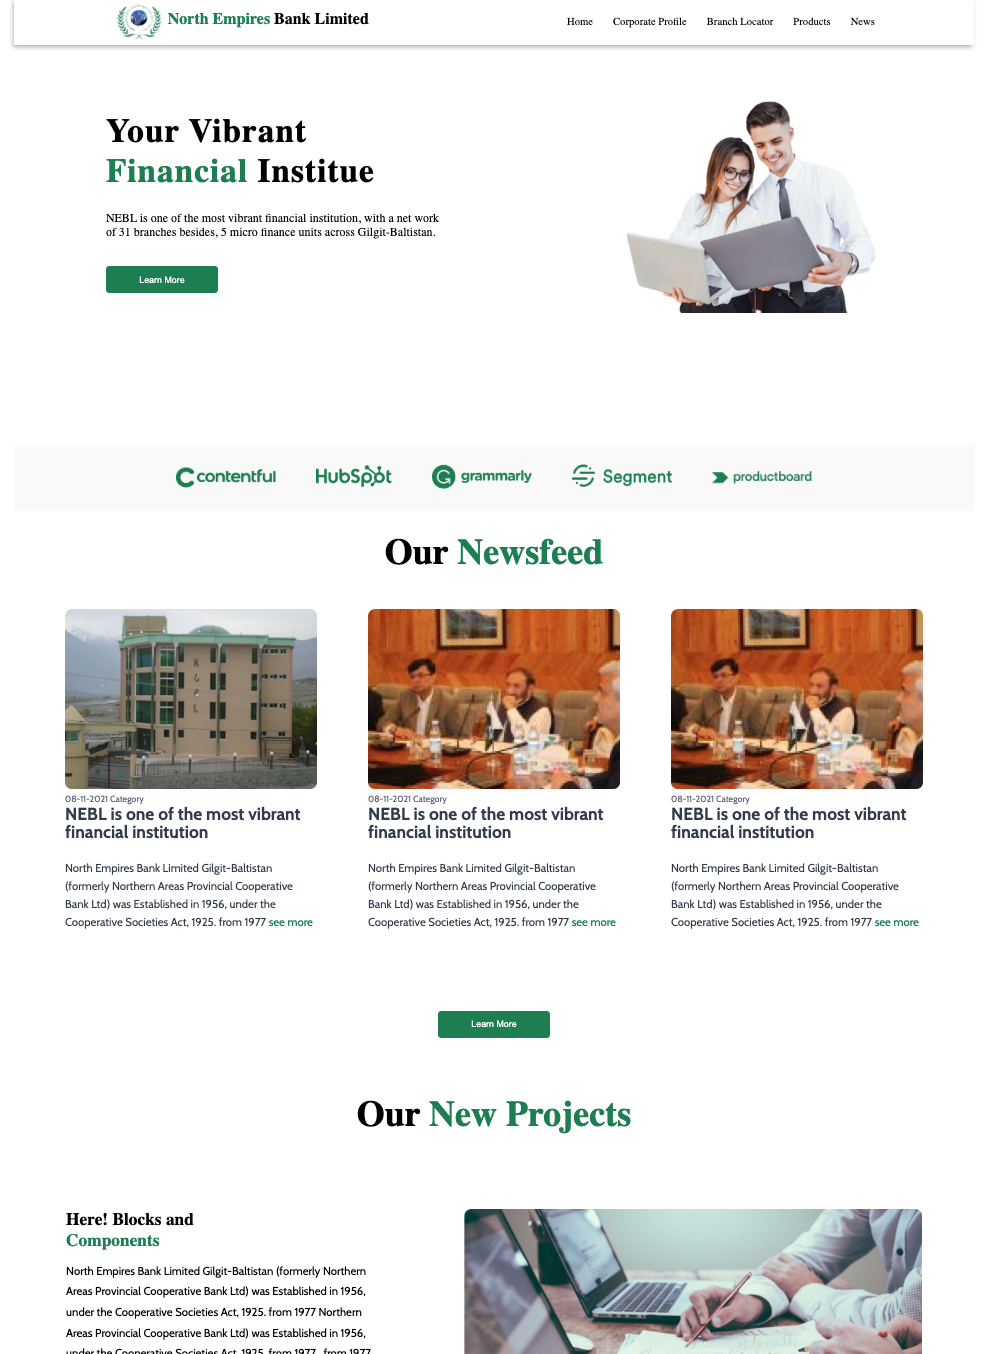 North Empires Bank Limited
Home Corporate Profile Branch Locator Products News
Your Vibrant
Financial Institue
NEBL is one of the most vibrant financial institution, with a net work
of 31 branches besides, 5 micro finance units across Gilgit-Baltistan.
Learn More
contentful HubSpot grammarly Segment productboard
Our Newsfeed
08-11-2021 Category
NEBL is one of the most vibrant
financial institution
North Empires Bank Limited Gilgit-Baltistan
(formerly Northern Areas Provincial Cooperative
Bank Ltd) was Established in 1956, under the
Cooperative Societies Act, 1925. from 1977 see more
08-11-2021 Category
NEBL is one of the most vibrant
financial institution
North Empires Bank Limited Gilgit-Baltistan
(formerly Northern Areas Provincial Cooperative
Bank Ltd) was Established in 1956, under the
Cooperative Societies Act, 1925. from 1977 see more
08-11-2021 Category
NEBL is one of the most vibrant
financial institution
North Empires Bank Limited Gilgit-Baltistan
(formerly Northern Areas Provincial Cooperative
Bank Ltd) was Established in 1956, under the
Cooperative Societies Act, 1925. from 1977 see more
Learn More
Our New Projects
Here! Blocks and
Components
North Empires Bank Limited Gilgit-Baltistan (formerly Northern
Areas Provincial Cooperative Bank Ltd) was Established in 1956,
under the Cooperative Societies Act, 1925. from 1977 Northern
Areas Provincial Cooperative Bank Ltd) was Established in 1956,
under the Cooperative Societies Act, 1925. from 1977. from 1977